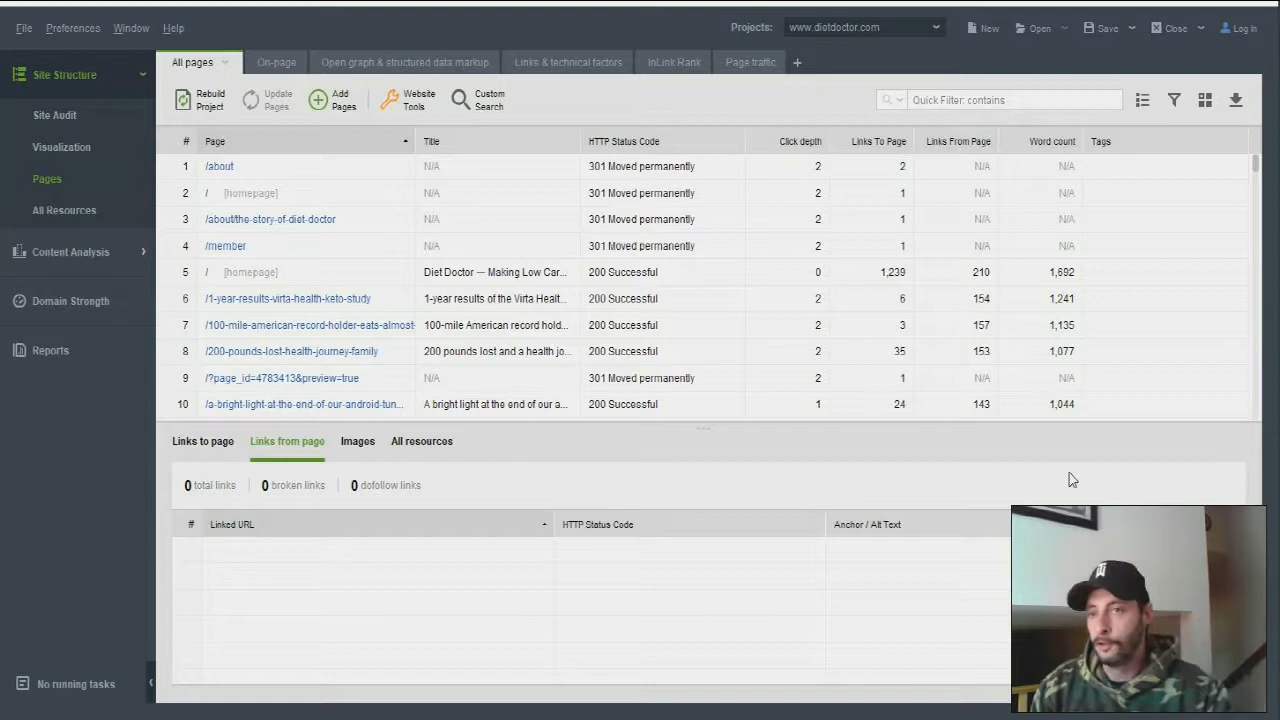 File Preferences Window Help Projects: www.dietdoctor.com New Open Save Close Log In
Site Structure
Site Audit
Visualization
Pages
All Resources
Content Analysis
Domain Strength
Reports
No running tasks
All pages On-page Open graph & structured data markup Links & technical factors InLink Rank Page traffic +
Rebuild Project Update Pages Add Pages Website Tools Custom Search Quick Filter: contains
# Page Title HTTP Status Code Click depth Links To Page Links From Page Word count Tags
1 /about N/A 301 Moved permanently 2 2 N/A N/A
2 / [homepage] N/A 301 Moved permanently 2 1 N/A N/A
3 /about/the-story-of-diet-doctor N/A 301 Moved permanently 2 1 N/A N/A
4 /member N/A 301 Moved permanently 2 1 N/A N/A
5 / [homepage] Diet Doctor — Making Low Car... 200 Successful 0 1,239 210 1,692
6 /1-year-results-virta-health-keto-study 1-year results of the Virta Healt... 200 Successful 2 6 154 1,241
7 /100-mile-american-record-holder-eats-almost- 100-mile American record hold... 200 Successful 2 3 157 1,135
8 /200-pounds-lost-health-journey-family 200 pounds lost and a health jo... 200 Successful 2 35 153 1,077
9 /?page_id=4783413&preview=true N/A 301 Moved permanently 2 1 N/A N/A
10 /a-bright-light-at-the-end-of-our-android-tun... A bright light at the end of our a... 200 Successful 1 24 143 1,044
Links to page Links from page Images All resources
0 total links 0 broken links 0 dofollow links
# Linked URL HTTP Status Code Anchor / Alt Text